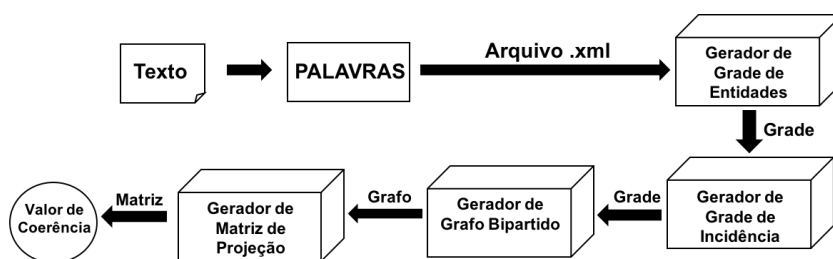 Texto
PALAVRAS
Arquivo .xml
Gerador de
Grade de
Entidades
Grade
Gerador de
Grade de
Incidência
Grade
Gerador de
Grafo Bipartido
Grafo
Gerador de
Matriz de
Projeção
Matriz
Valor de
Coerência